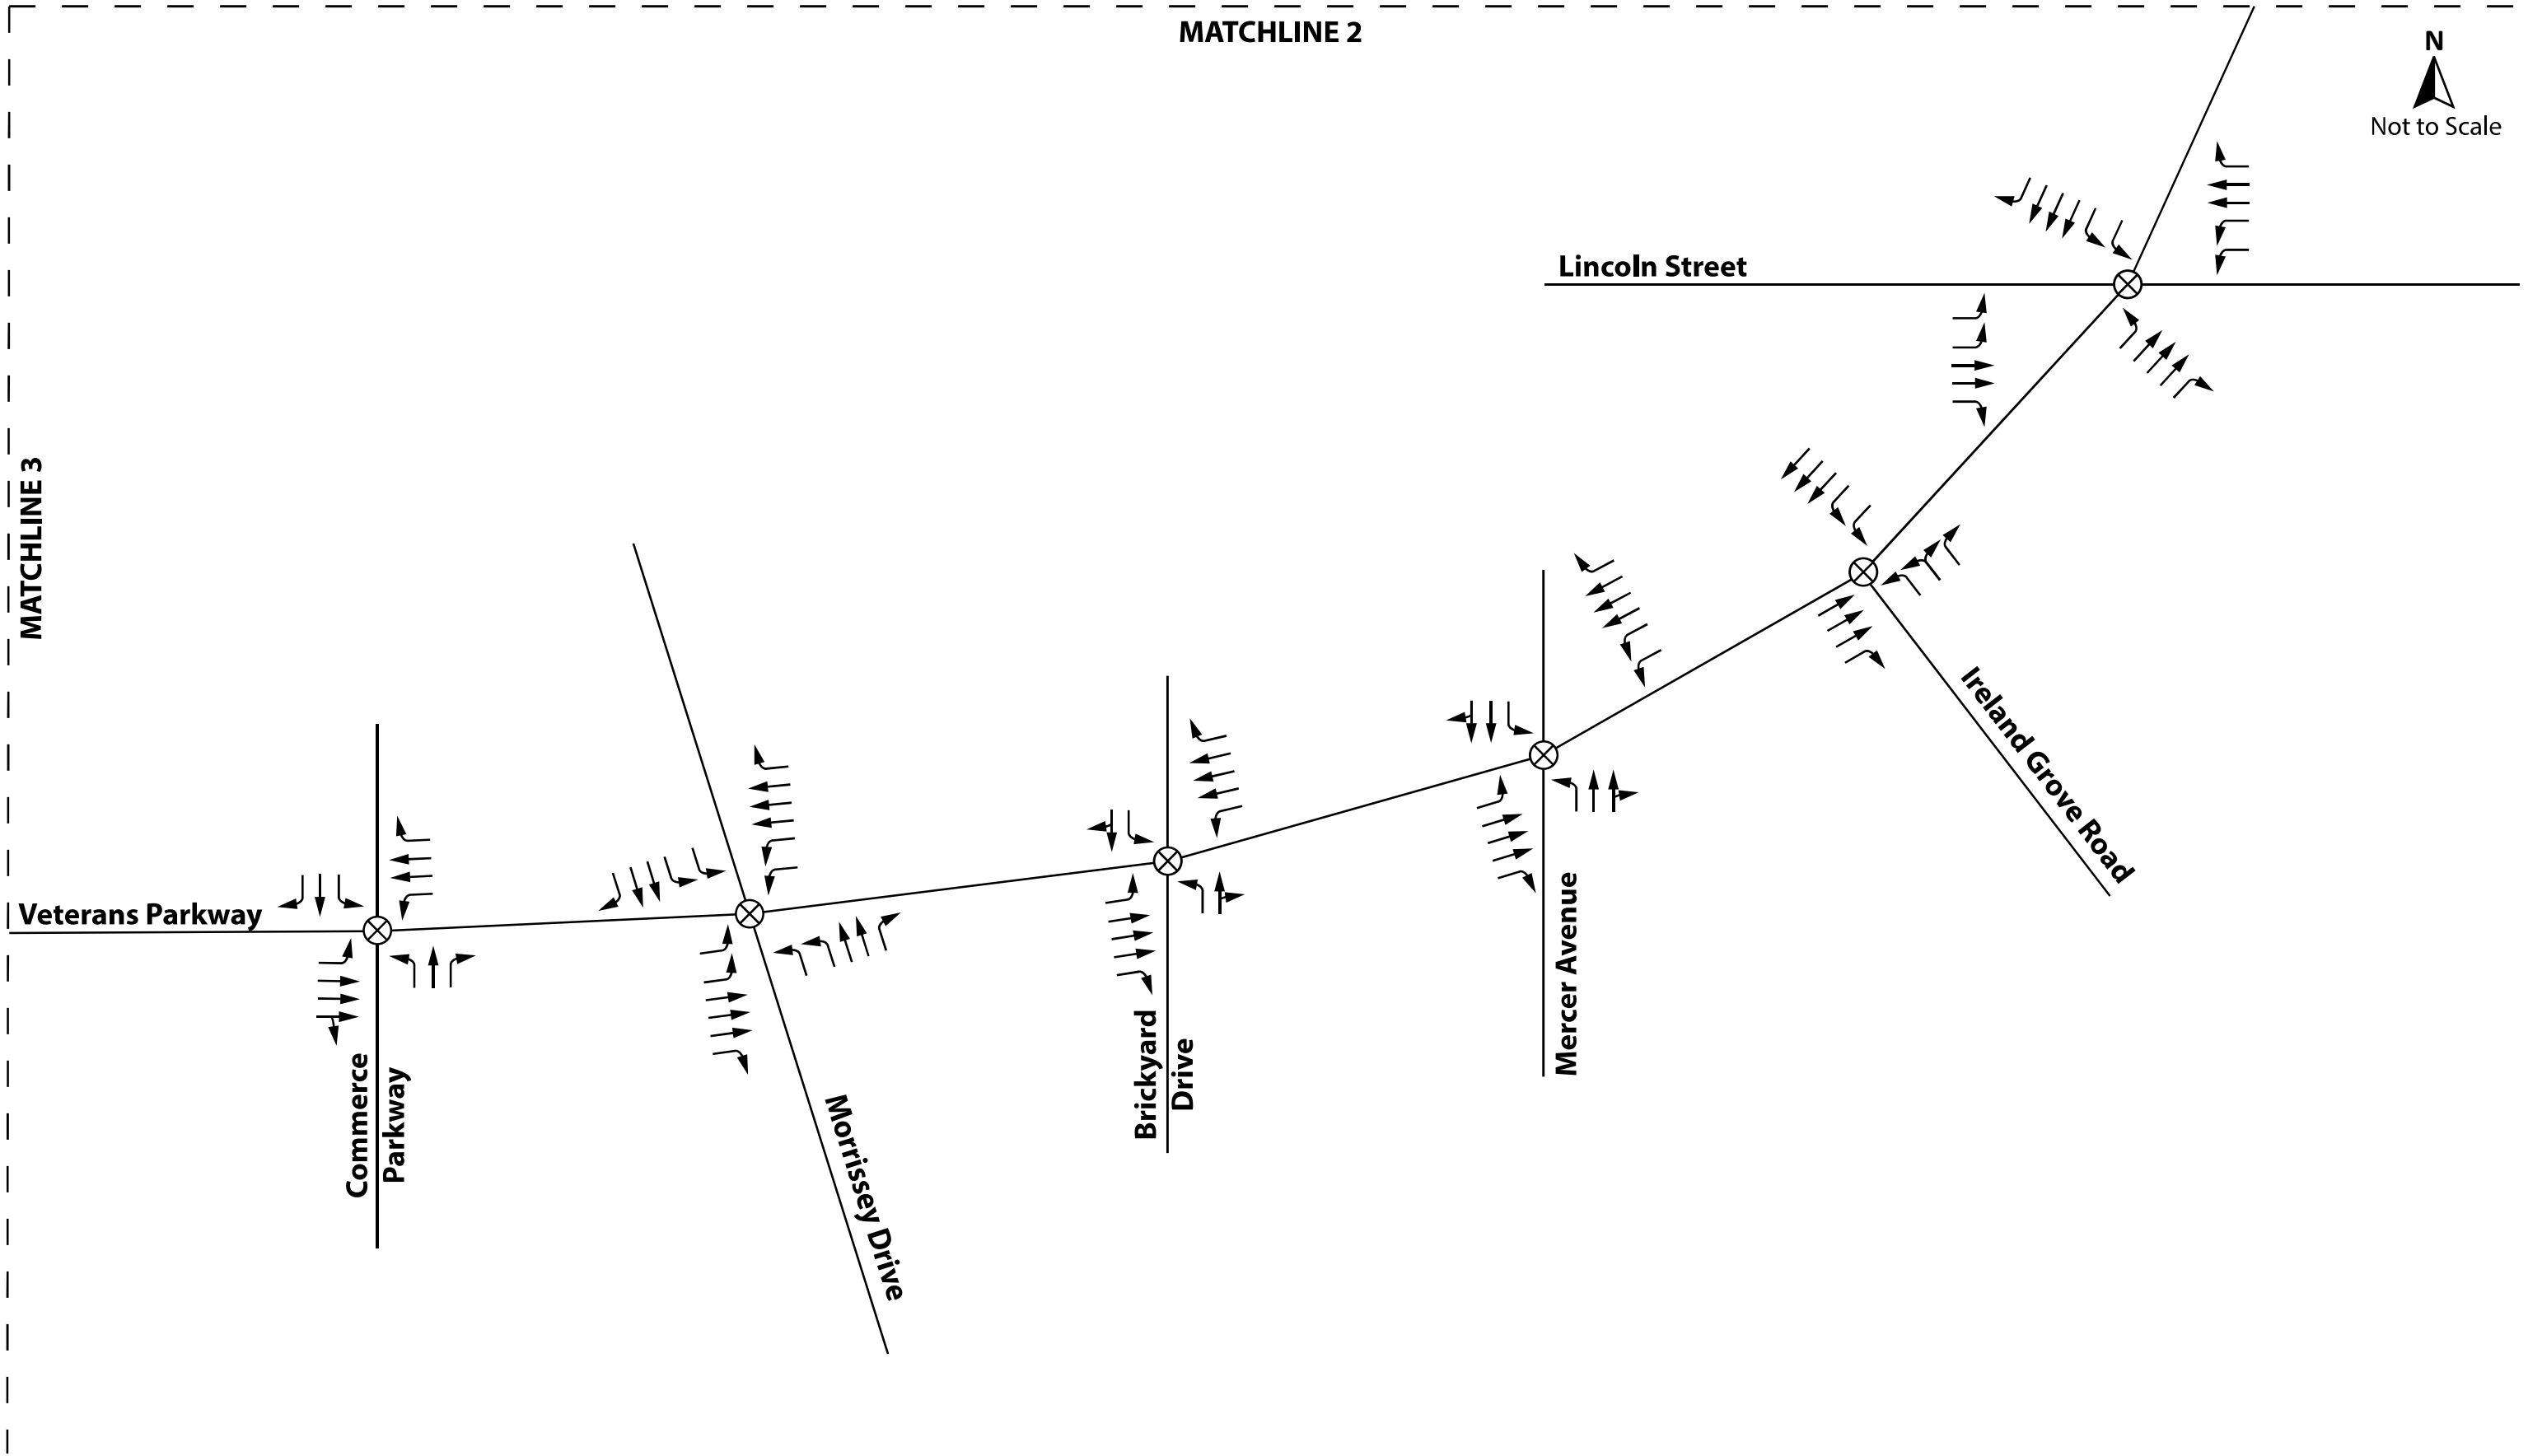 MATCHLINE 2
N
Not to Scale
Lincoln Street
MATCHLINE 3
Ireland Grove Road
Veterans Parkway
Mercer Avenue
Brickyard
Drive
Commerce
Parkway
Morrissey Drive